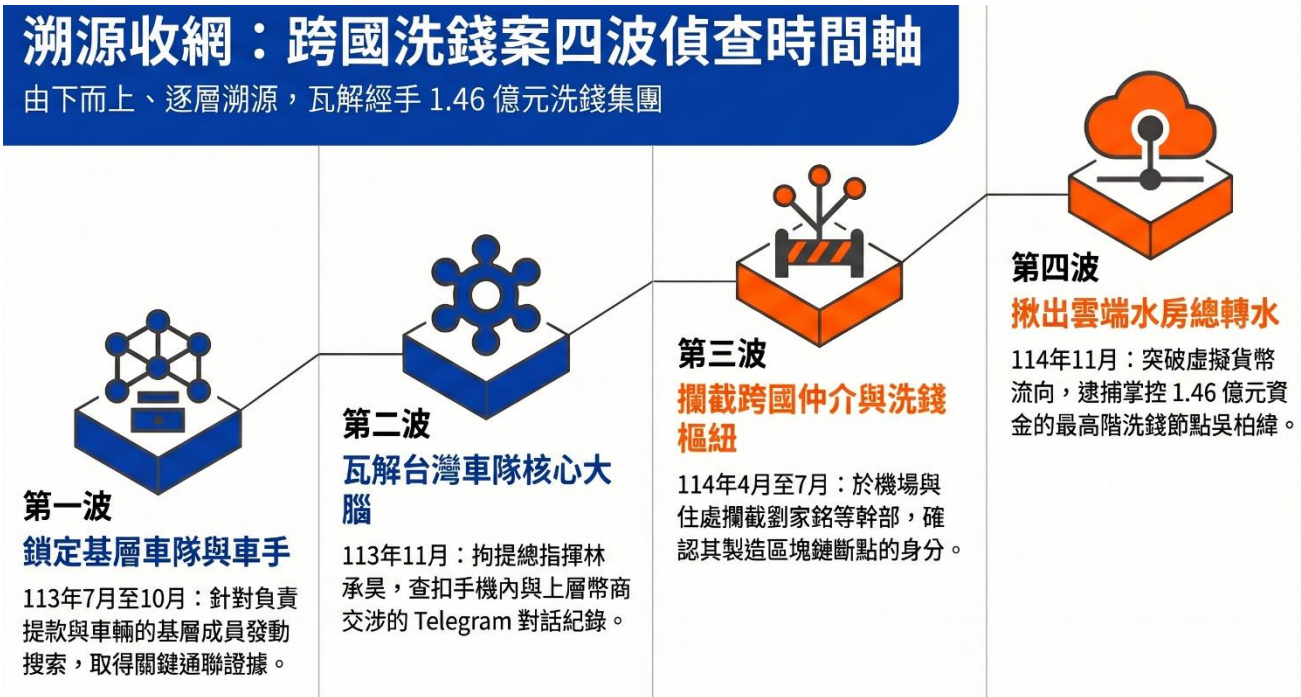 溯源收網：跨國洗錢案四波偵查時間軸
由下而上、逐層溯源，瓦解經手 1.46 億元洗錢集團
第一波
鎖定基層車隊與車手
113年7月至10月：針對負責
提款與車輛的基層成員發動
搜索，取得關鍵通聯證據。
第二波
瓦解台灣車隊核心大
腦
113年11月：拘提總指揮林
承昊，查扣手機內與上層幣商
交涉的 Telegram 對話紀錄。
第三波
攔截跨國仲介與洗錢
樞紐
114年4月至7月：於機場與
住處攔截劉家銘等幹部，確
認其製造區塊鏈斷點的身分。
第四波
揪出雲端水房總轉水
114年11月：突破虛擬貨幣
流向，逮捕掌控 1.46 億元資
金的最高階洗錢節點吳柏緯。